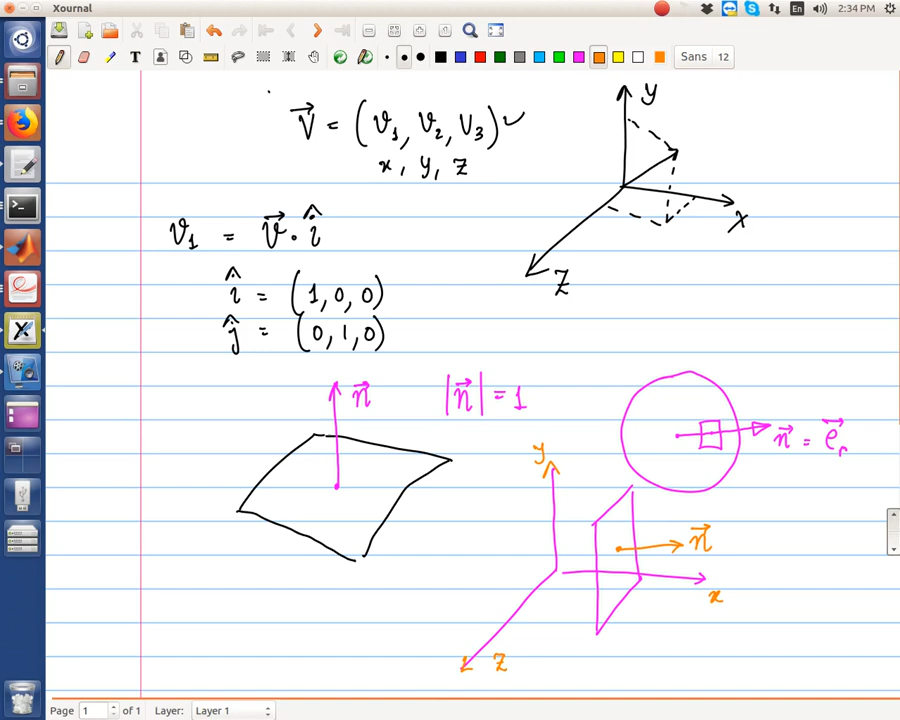 Xournal
En
2:34 PM
T
Sans 12
V⃗ = (v₁, v₂, v₃)
x, y, z
y
x
z
v₁ = V⃗ · î
î = (1, 0, 0)
ĵ = (0, 1, 0)
n⃗
|n⃗| = 1
n⃗ = e⃗ᵣ
y
n⃗
x
z
Page 1 of 1 Layer: Layer 1